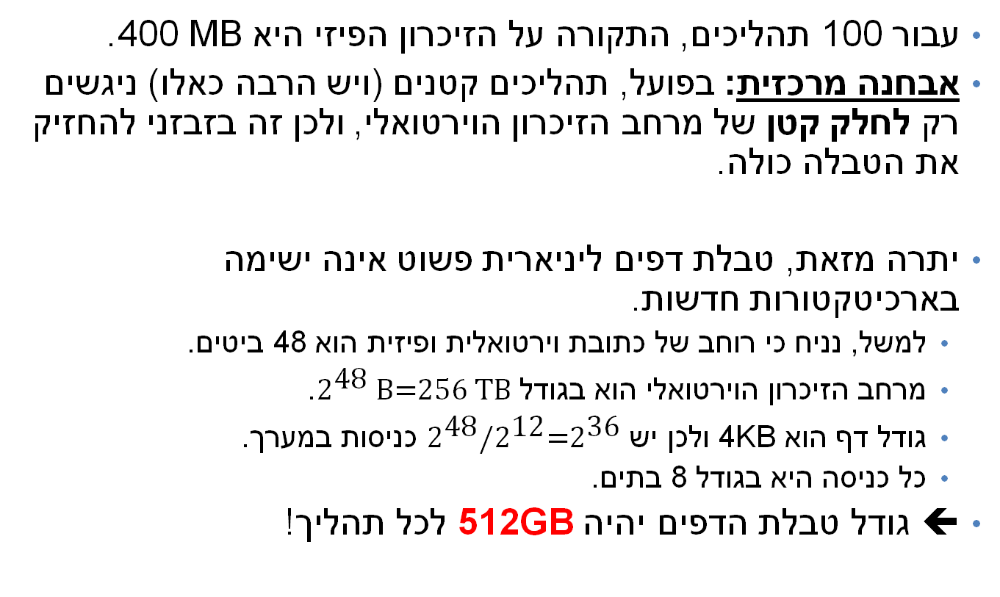 • עבור 100 תהליכים, התקורה על הזיכרון הפיזי היא 400 MB.
• אבחנה מרכזית: בפועל, תהליכים קטנים (ויש הרבה כאלו) ניגשים
רק לחלק קטן של מרחב הזיכרון הוירטואלי, ולכן זה בזבזני להחזיק
את הטבלה כולה.
• יתרה מזאת, טבלת דפים ליניארית פשוט אינה ישימה
בארכיטקטורות חדשות.
• למשל, נניח כי רוחב של כתובת וירטואלית ופיזית הוא 48 ביטים.
• מרחב הזיכרון הוירטואלי הוא בגודל 2^48 B=256 TB.
• גודל דף הוא 4KB ולכן יש 2^48/2^12=2^36 כניסות במערך.
• כל כניסה היא בגודל 8 בתים.
• ← גודל טבלת הדפים יהיה 512GB לכל תהליך!